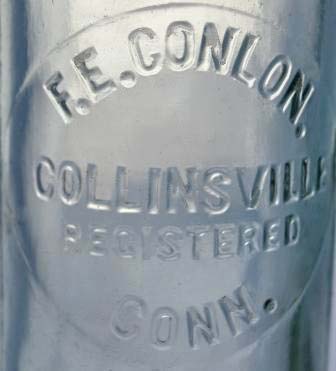 F.E. CONLON.
COLLINSVILLE
REGISTERED
CONN.